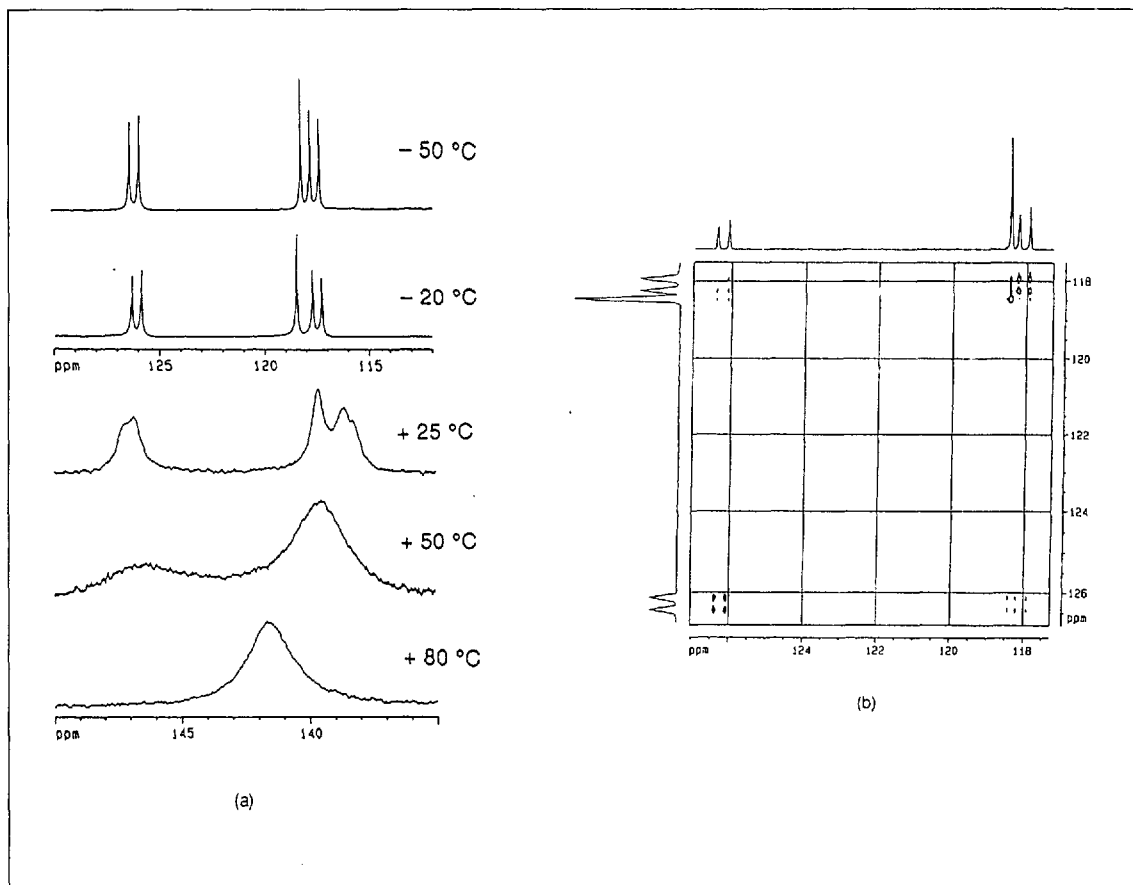 - 50 °C
- 20 °C
ppm 125 120 115
+ 25 °C
+ 50 °C
+ 80 °C
ppm 145 140
(a)
118
120
122
124
126
ppm
ppm 124 122 120 118
(b)